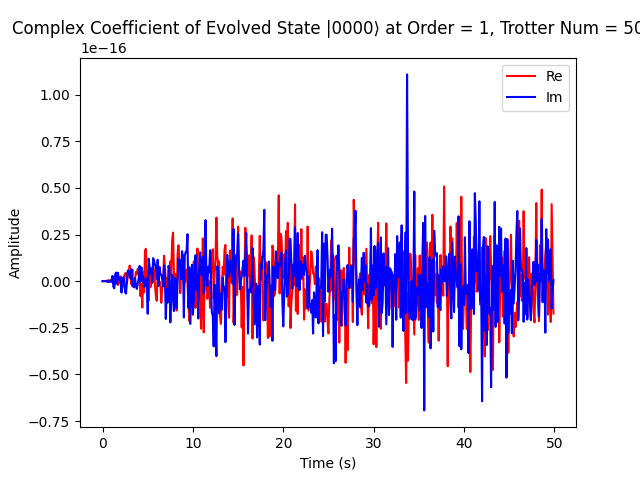 Complex Coefficient of Evolved State |0000⟩ at Order = 1, Trotter Num = 50
1e−16
Re
Im
1.00
0.75
0.50
0.25
0.00
−0.25
−0.50
−0.75
Amplitude
0 10 20 30 40 50
Time (s)